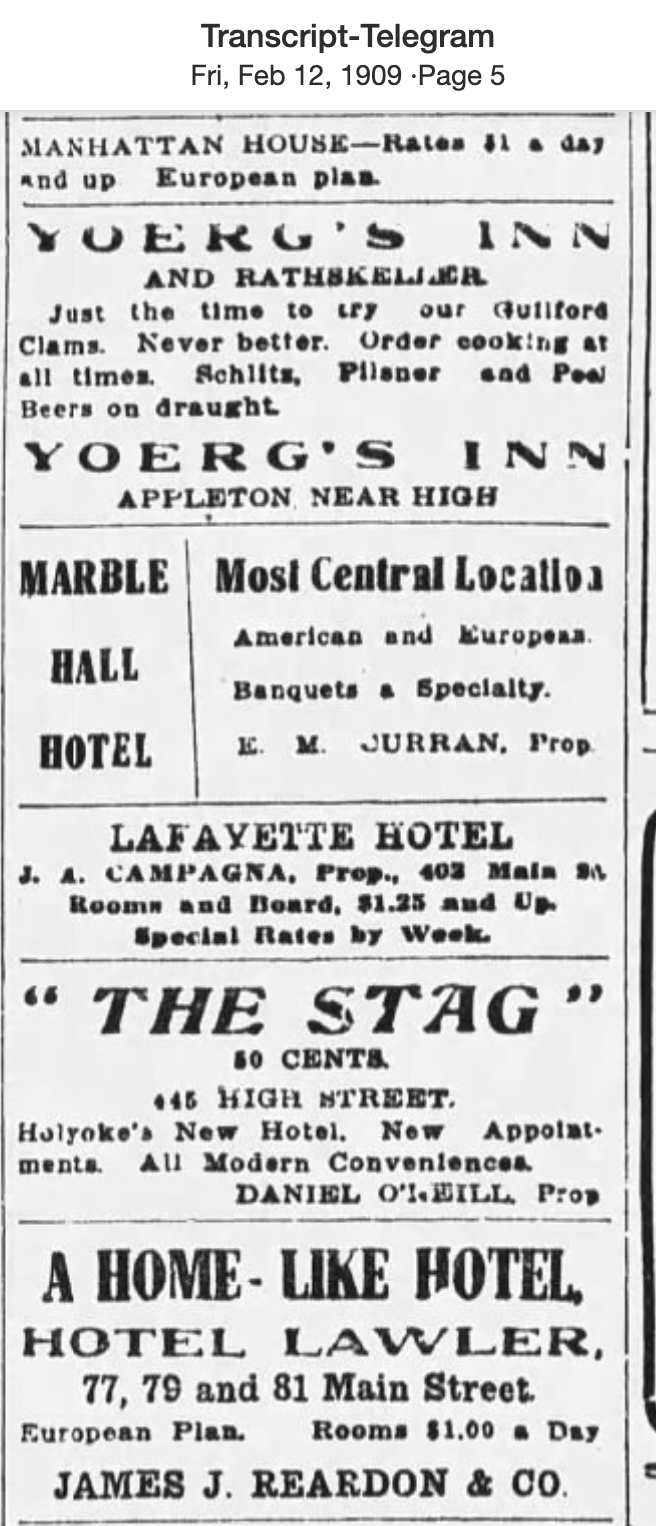 Transcript-Telegram
Fri, Feb 12, 1909 ·Page 5
MANHATTAN HOUSE—Rates $1 a day
and up European plan.
YOERG'S INN
AND RATHSKELLER
Just the time to try our Guilford
Clams. Never better. Order cooking at
all times. Schlitz, Pilsner and Peel
Beers on draught.
YOERG'S INN
APPLETON NEAR HIGH
MARBLE
HALL
HOTEL
Most Central Location
American and European.
Banquets a Specialty.
E. M. CURRAN, Prop
LAFAYETTE HOTEL
J. A. CAMPAGNA, Prop., 402 Main St.
Rooms and Board, $1.25 and Up.
Special Rates by Week.
"THE STAG"
50 CENTS.
445 HIGH STREET.
Holyoke's New Hotel. New Appoint-
ments. All Modern Conveniences.
DANIEL O'NEILL, Prop
A HOME-LIKE HOTEL,
HOTEL LAWLER,
77, 79 and 81 Main Street.
European Plan. Rooms $1.00 a Day
JAMES J. REARDON & CO.